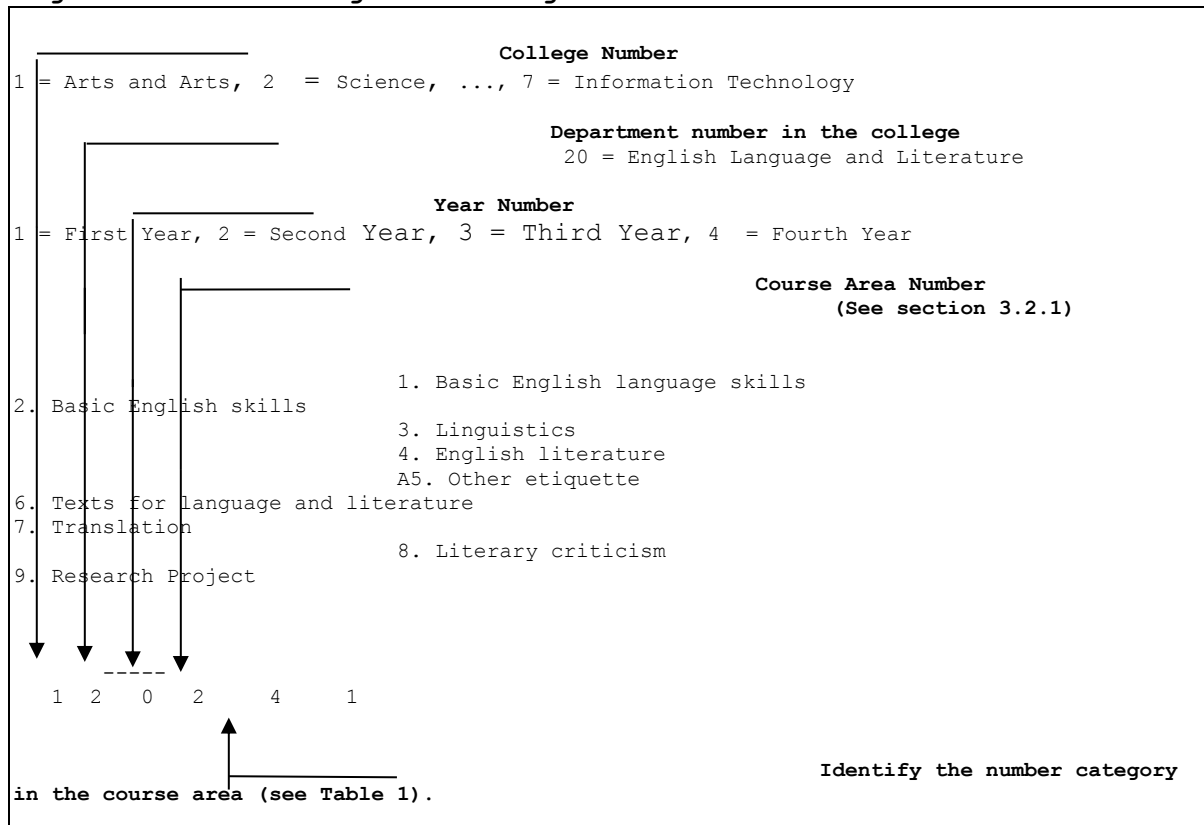 College Number
1 = Arts and Arts, 2 = Science, ..., 7 = Information Technology
Department number in the college
20 = English Language and Literature
Year Number
1 = First Year, 2 = Second Year, 3 = Third Year, 4 = Fourth Year
Course Area Number
(See section 3.2.1)
1. Basic English language skills
2. Basic English skills
3. Linguistics
4. English literature
A5. Other etiquette
6. Texts for language and literature
7. Translation
8. Literary criticism
9. Research Project
-----
1 2 0 2 4 1
Identify the number category
in the course area (see Table 1).